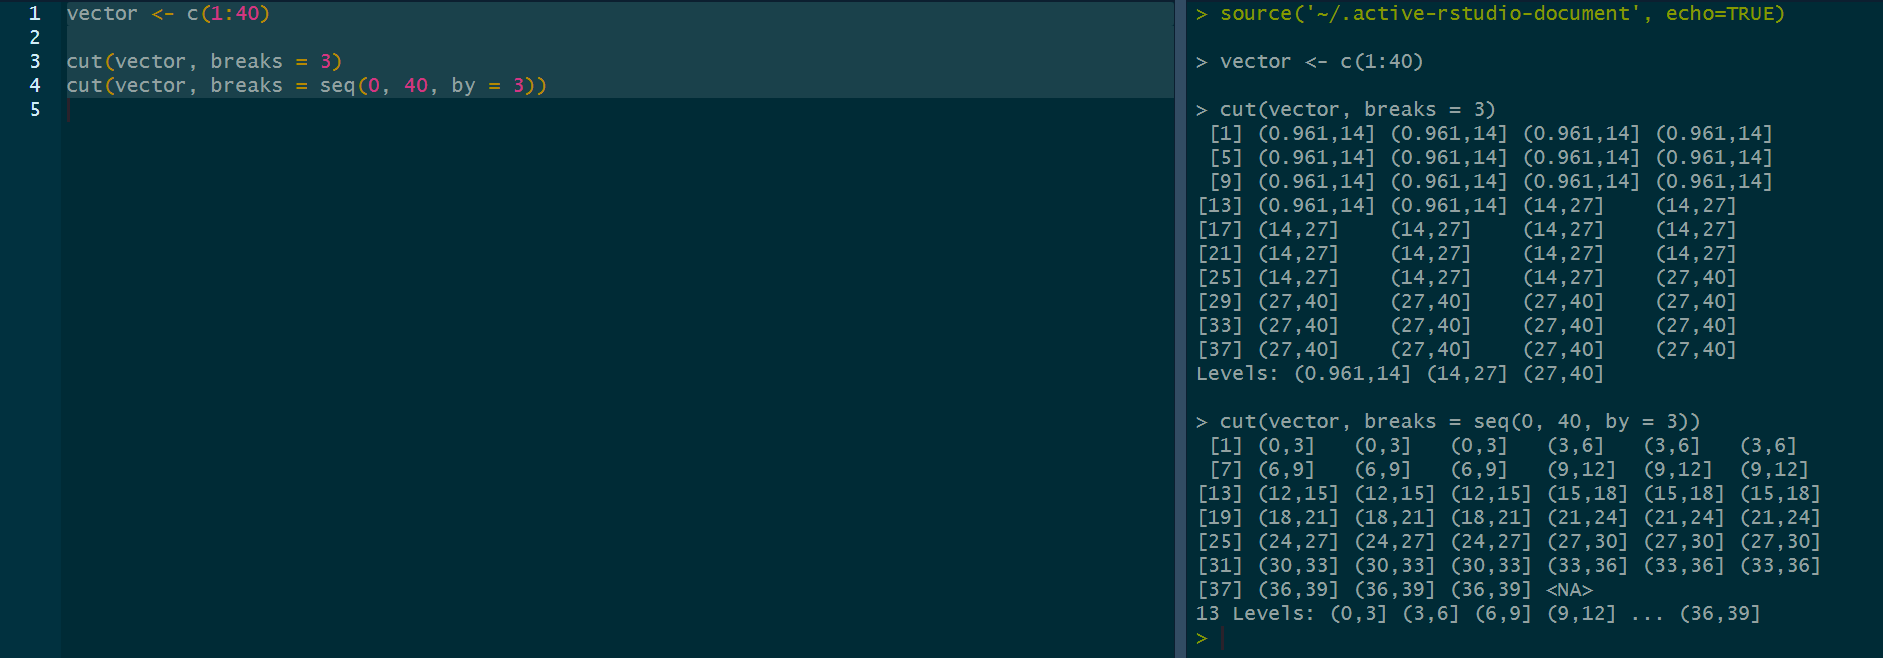 1 vector <- c(1:40)
2
3 cut(vector, breaks = 3)
4 cut(vector, breaks = seq(0, 40, by = 3))
5
> source('~/.active-rstudio-document', echo=TRUE)
> vector <- c(1:40)
> cut(vector, breaks = 3)
[1] (0.961,14] (0.961,14] (0.961,14] (0.961,14]
[5] (0.961,14] (0.961,14] (0.961,14] (0.961,14]
[9] (0.961,14] (0.961,14] (0.961,14] (0.961,14]
[13] (0.961,14] (0.961,14] (14,27] (14,27]
[17] (14,27] (14,27] (14,27] (14,27]
[21] (14,27] (14,27] (14,27] (14,27]
[25] (14,27] (14,27] (14,27] (27,40]
[29] (27,40] (27,40] (27,40] (27,40]
[33] (27,40] (27,40] (27,40] (27,40]
[37] (27,40] (27,40] (27,40] (27,40]
Levels: (0.961,14] (14,27] (27,40]
> cut(vector, breaks = seq(0, 40, by = 3))
[1] (0,3] (0,3] (0,3] (3,6] (3,6] (3,6]
[7] (6,9] (6,9] (6,9] (9,12] (9,12] (9,12]
[13] (12,15] (12,15] (12,15] (15,18] (15,18] (15,18]
[19] (18,21] (18,21] (18,21] (21,24] (21,24] (21,24]
[25] (24,27] (24,27] (24,27] (27,30] (27,30] (27,30]
[31] (30,33] (30,33] (30,33] (33,36] (33,36] (33,36]
[37] (36,39] (36,39] (36,39] <NA>
13 Levels: (0,3] (3,6] (6,9] (9,12] ... (36,39]
>